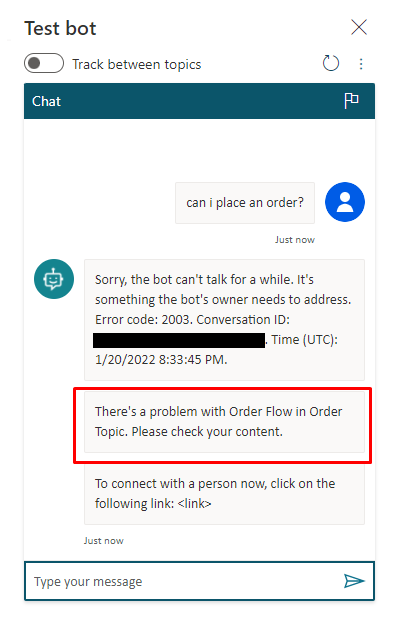 Test bot
Track between topics
Chat
can i place an order?
Just now
Sorry, the bot can't talk for a while. It's
something the bot's owner needs to address.
Error code: 2003. Conversation ID:
. Time (UTC):
1/20/2022 8:33:45 PM.
There's a problem with Order Flow in Order
Topic. Please check your content.
To connect with a person now, click on the
following link: <link>
Just now
Type your message